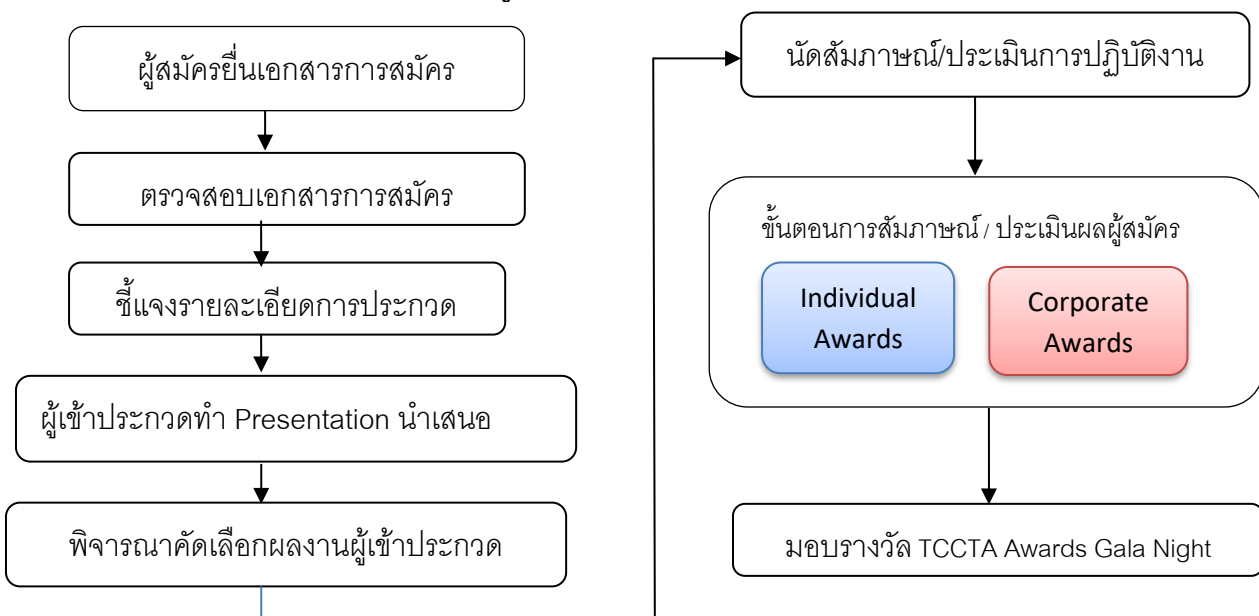 ผู้สมัครยื่นเอกสารการสมัคร
ตรวจสอบเอกสารการสมัคร
ชี้แจงรายละเอียดการประกวด
ผู้เข้าประกวดทำ Presentation นำเสนอ
พิจารณาคัดเลือกผลงานผู้เข้าประกวด
นัดสัมภาษณ์/ประเมินการปฏิบัติงาน
ขั้นตอนการสัมภาษณ์ / ประเมินผลผู้สมัคร
Individual
Awards
Corporate
Awards
มอบรางวัล TCCTA Awards Gala Night